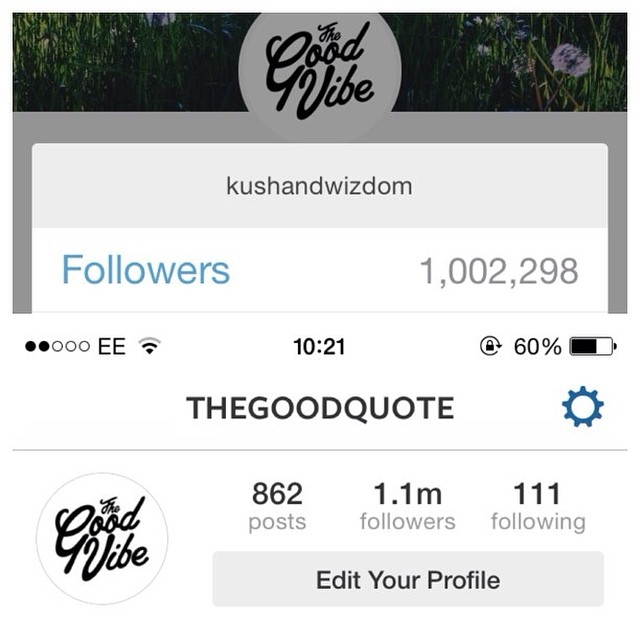 The
Good
Vibe
kushandwizdom
Followers 1,002,298
EE 10:21 60%
THEGOODQUOTE
The
Good
Vibe
862 1.1m 111
posts followers following
Edit Your Profile